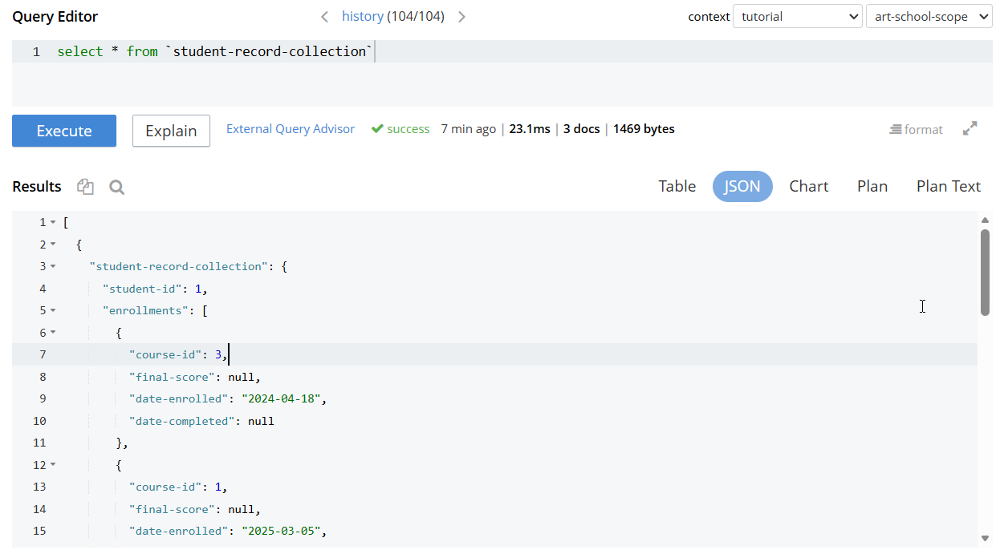 Query Editor < history (104/104) > context tutorial art-school-scope
1 select * from `student-record-collection`
Execute Explain External Query Advisor success 7 min ago | 23.1ms | 3 docs | 1469 bytes format
Results Table JSON Chart Plan Plan Text
1 [
2 {
3 "student-record-collection": {
4 "student-id": 1,
5 "enrollments": [
6 {
7 "course-id": 3,
8 "final-score": null,
9 "date-enrolled": "2024-04-18",
10 "date-completed": null
11 },
12 {
13 "course-id": 1,
14 "final-score": null,
15 "date-enrolled": "2025-03-05",